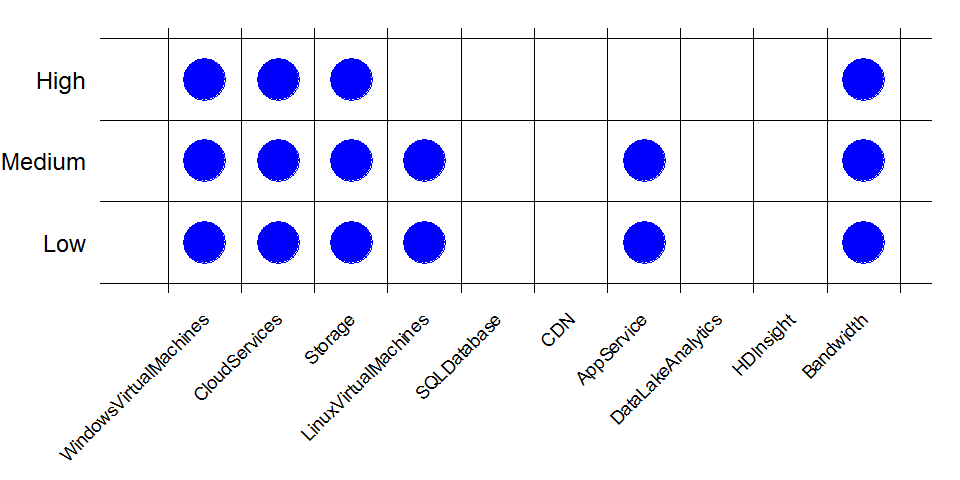 High
Medium
Low
WindowsVirtualMachines
CloudServices
Storage
LinuxVirtualMachines
SQLDatabase
CDN
AppService
DataLakeAnalytics
HDInsight
Bandwidth